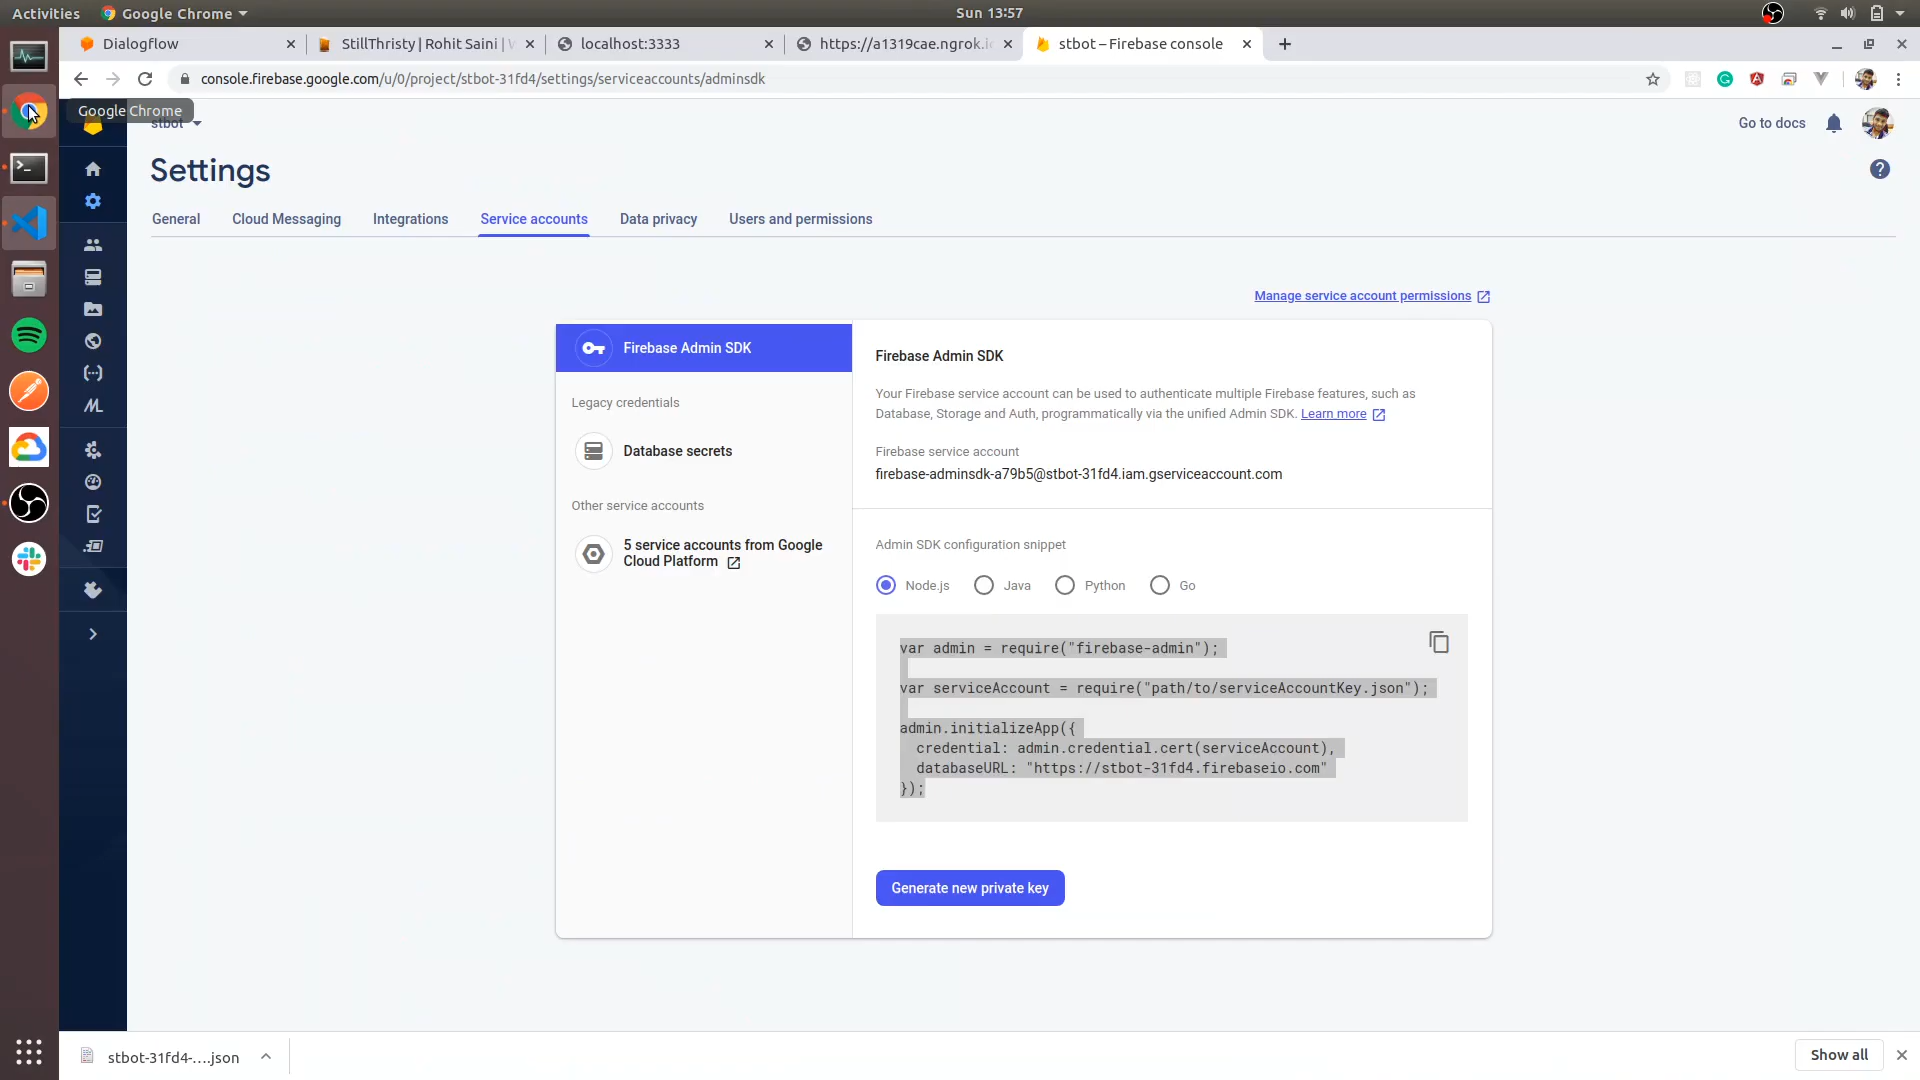 Activities
Google Chrome
Sun 13:57
Dialogflow
StillThristy | Rohit Saini |
localhost:3333
https://a1319cae.ngrok.i
stbot – Firebase console
console.firebase.google.com/u/0/project/stbot-31fd4/settings/serviceaccounts/adminsdk
Google Chrome
stbot
Go to docs
Settings
General
Cloud Messaging
Integrations
Service accounts
Data privacy
Users and permissions
Manage service account permissions
Firebase Admin SDK
Legacy credentials
Database secrets
Other service accounts
5 service accounts from Google
Cloud Platform
Firebase Admin SDK
Your Firebase service account can be used to authenticate multiple Firebase features, such as
Database, Storage and Auth, programmatically via the unified Admin SDK. Learn more
Firebase service account
firebase-adminsdk-a79b5@stbot-31fd4.iam.gserviceaccount.com
Admin SDK configuration snippet
Node.js
Java
Python
Go
var admin = require("firebase-admin");
var serviceAccount = require("path/to/serviceAccountKey.json");
admin.initializeApp({
credential: admin.credential.cert(serviceAccount),
databaseURL: "https://stbot-31fd4.firebaseio.com"
});
Generate new private key
stbot-31fd4-....json
Show all